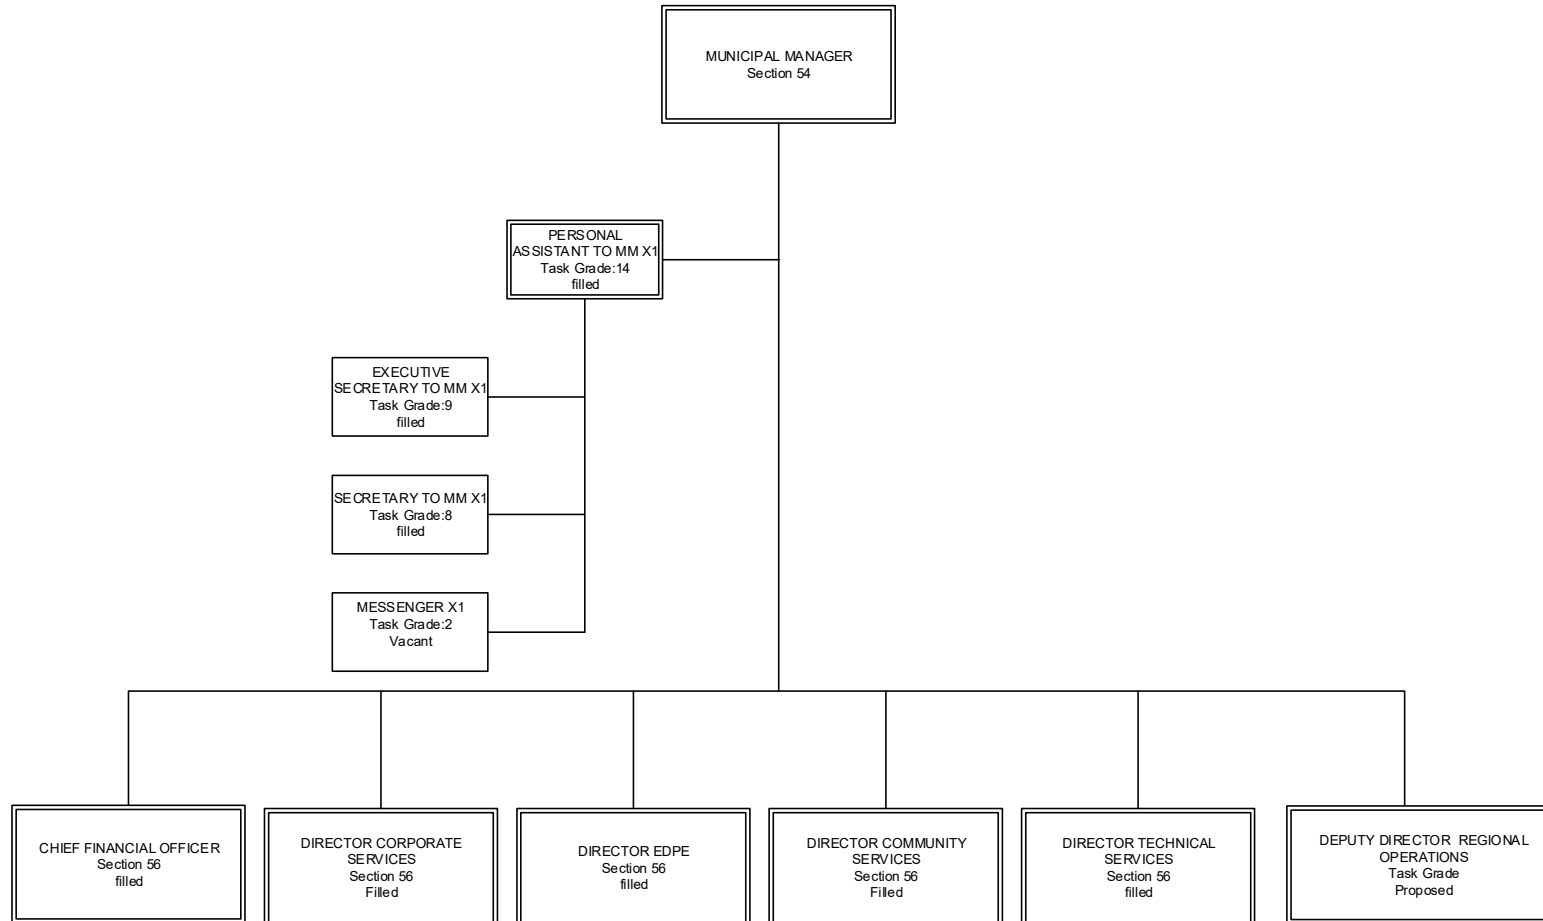 MUNICIPAL MANAGER
Section 54
PERSONAL
ASSISTANT TO MM X1
Task Grade:14
filled
EXECUTIVE
SECRETARY TO MM X1
Task Grade:9
filled
SECRETARY TO MM X1
Task Grade:8
filled
MESSENGER X1
Task Grade:2
Vacant
CHIEF FINANCIAL OFFICER
Section 56
filled
DIRECTOR CORPORATE
SERVICES
Section 56
Filled
DIRECTOR EDPE
Section 56
filled
DIRECTOR COMMUNITY
SERVICES
Section 56
Filled
DIRECTOR TECHNICAL
SERVICES
Section 56
filled
DEPUTY DIRECTOR REGIONAL
OPERATIONS
Task Grade
Proposed